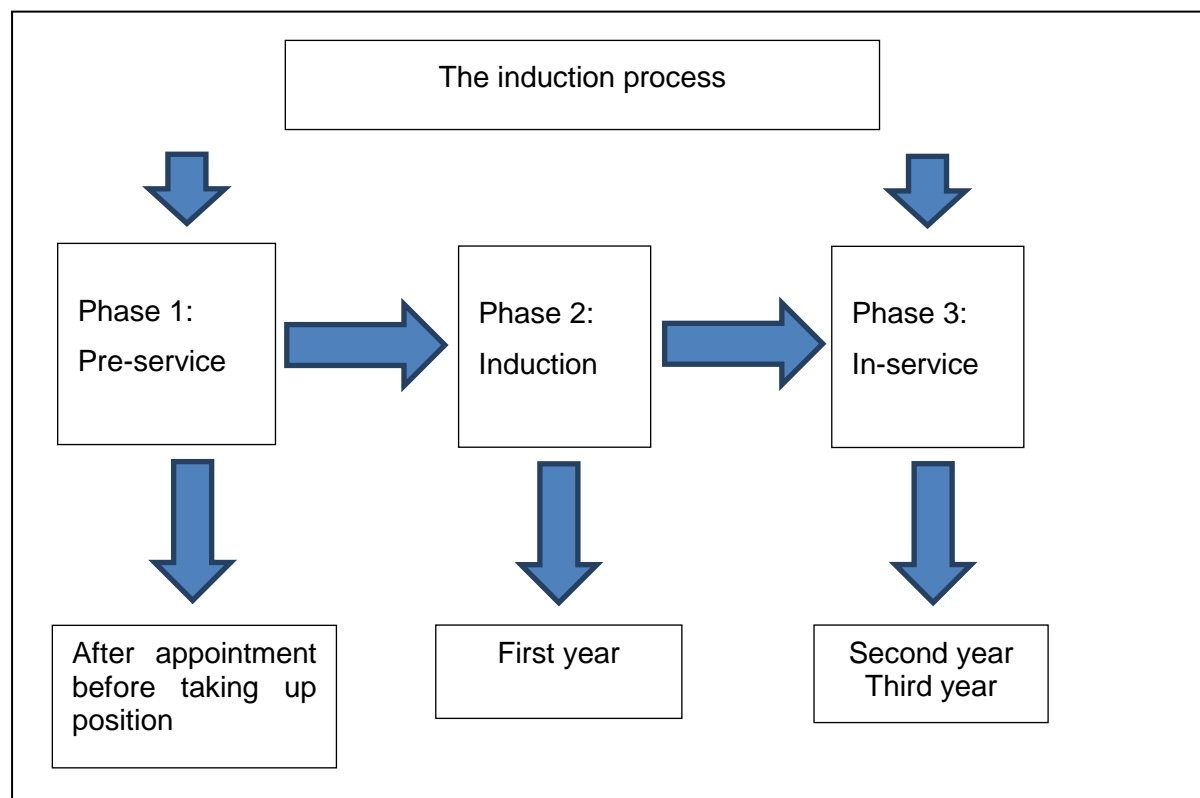 The induction process
Phase 1:
Pre-service
Phase 2:
Induction
Phase 3:
In-service
After appointment
before taking up
position
First year
Second year
Third year